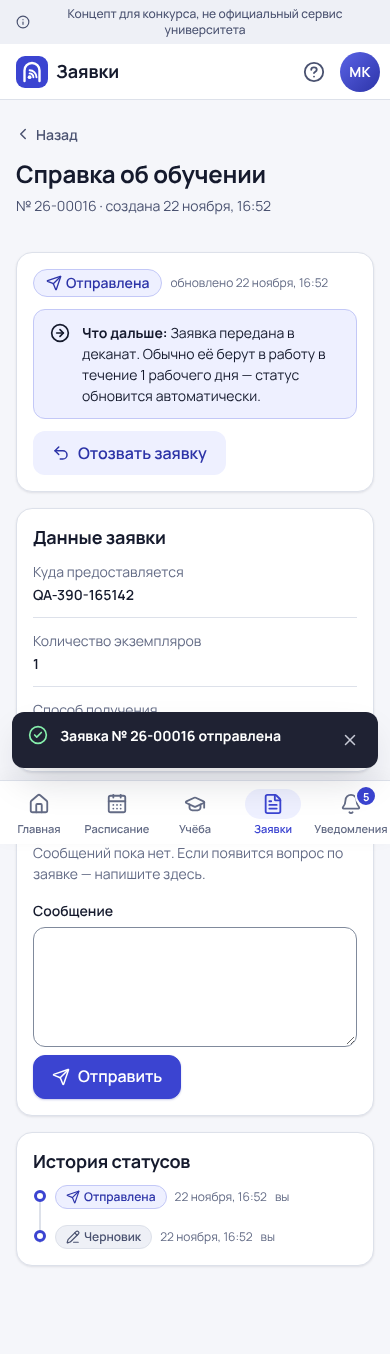 Концепт для конкурса, не официальный сервис
университета
Заявки
МК
Назад
Справка об обучении
№ 26-00016 · создана 22 ноября, 16:52
Отправлена
обновлено 22 ноября, 16:52
Что дальше: Заявка передана в
деканат. Обычно её берут в работу в
течение 1 рабочего дня — статус
обновится автоматически.
Отозвать заявку
Данные заявки
Куда предоставляется
QA-390-165142
Количество экземпляров
1
Способ получения
Заявка № 26-00016 отправлена
Главная
Расписание
Учёба
Заявки
5
Уведомления
Сообщений пока нет. Если появится вопрос по
заявке — напишите здесь.
Сообщение
Отправить
История статусов
Отправлена
22 ноября, 16:52 вы
Черновик
22 ноября, 16:52 вы